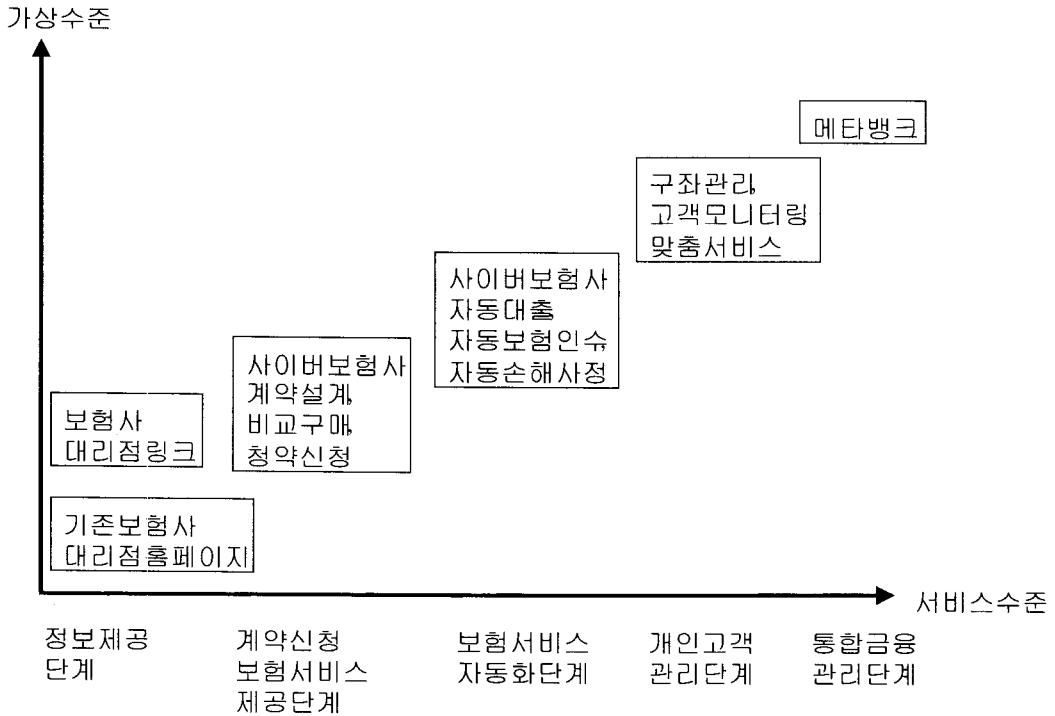 가상수준
메타뱅크
구좌관리,
고객모니터링
맞춤서비스
사이버보험사
자동대출,
자동보험인수,
자동손해사정
사이버보험사
계약설계,
비교구매,
청약신청
보험사
대리점링크
기존보험사
대리점홈페이지
서비스수준
정보제공
단계
계약신청
보험서비스
제공단계
보험서비스
자동화단계
개인고객
관리단계
통합금융
관리단계